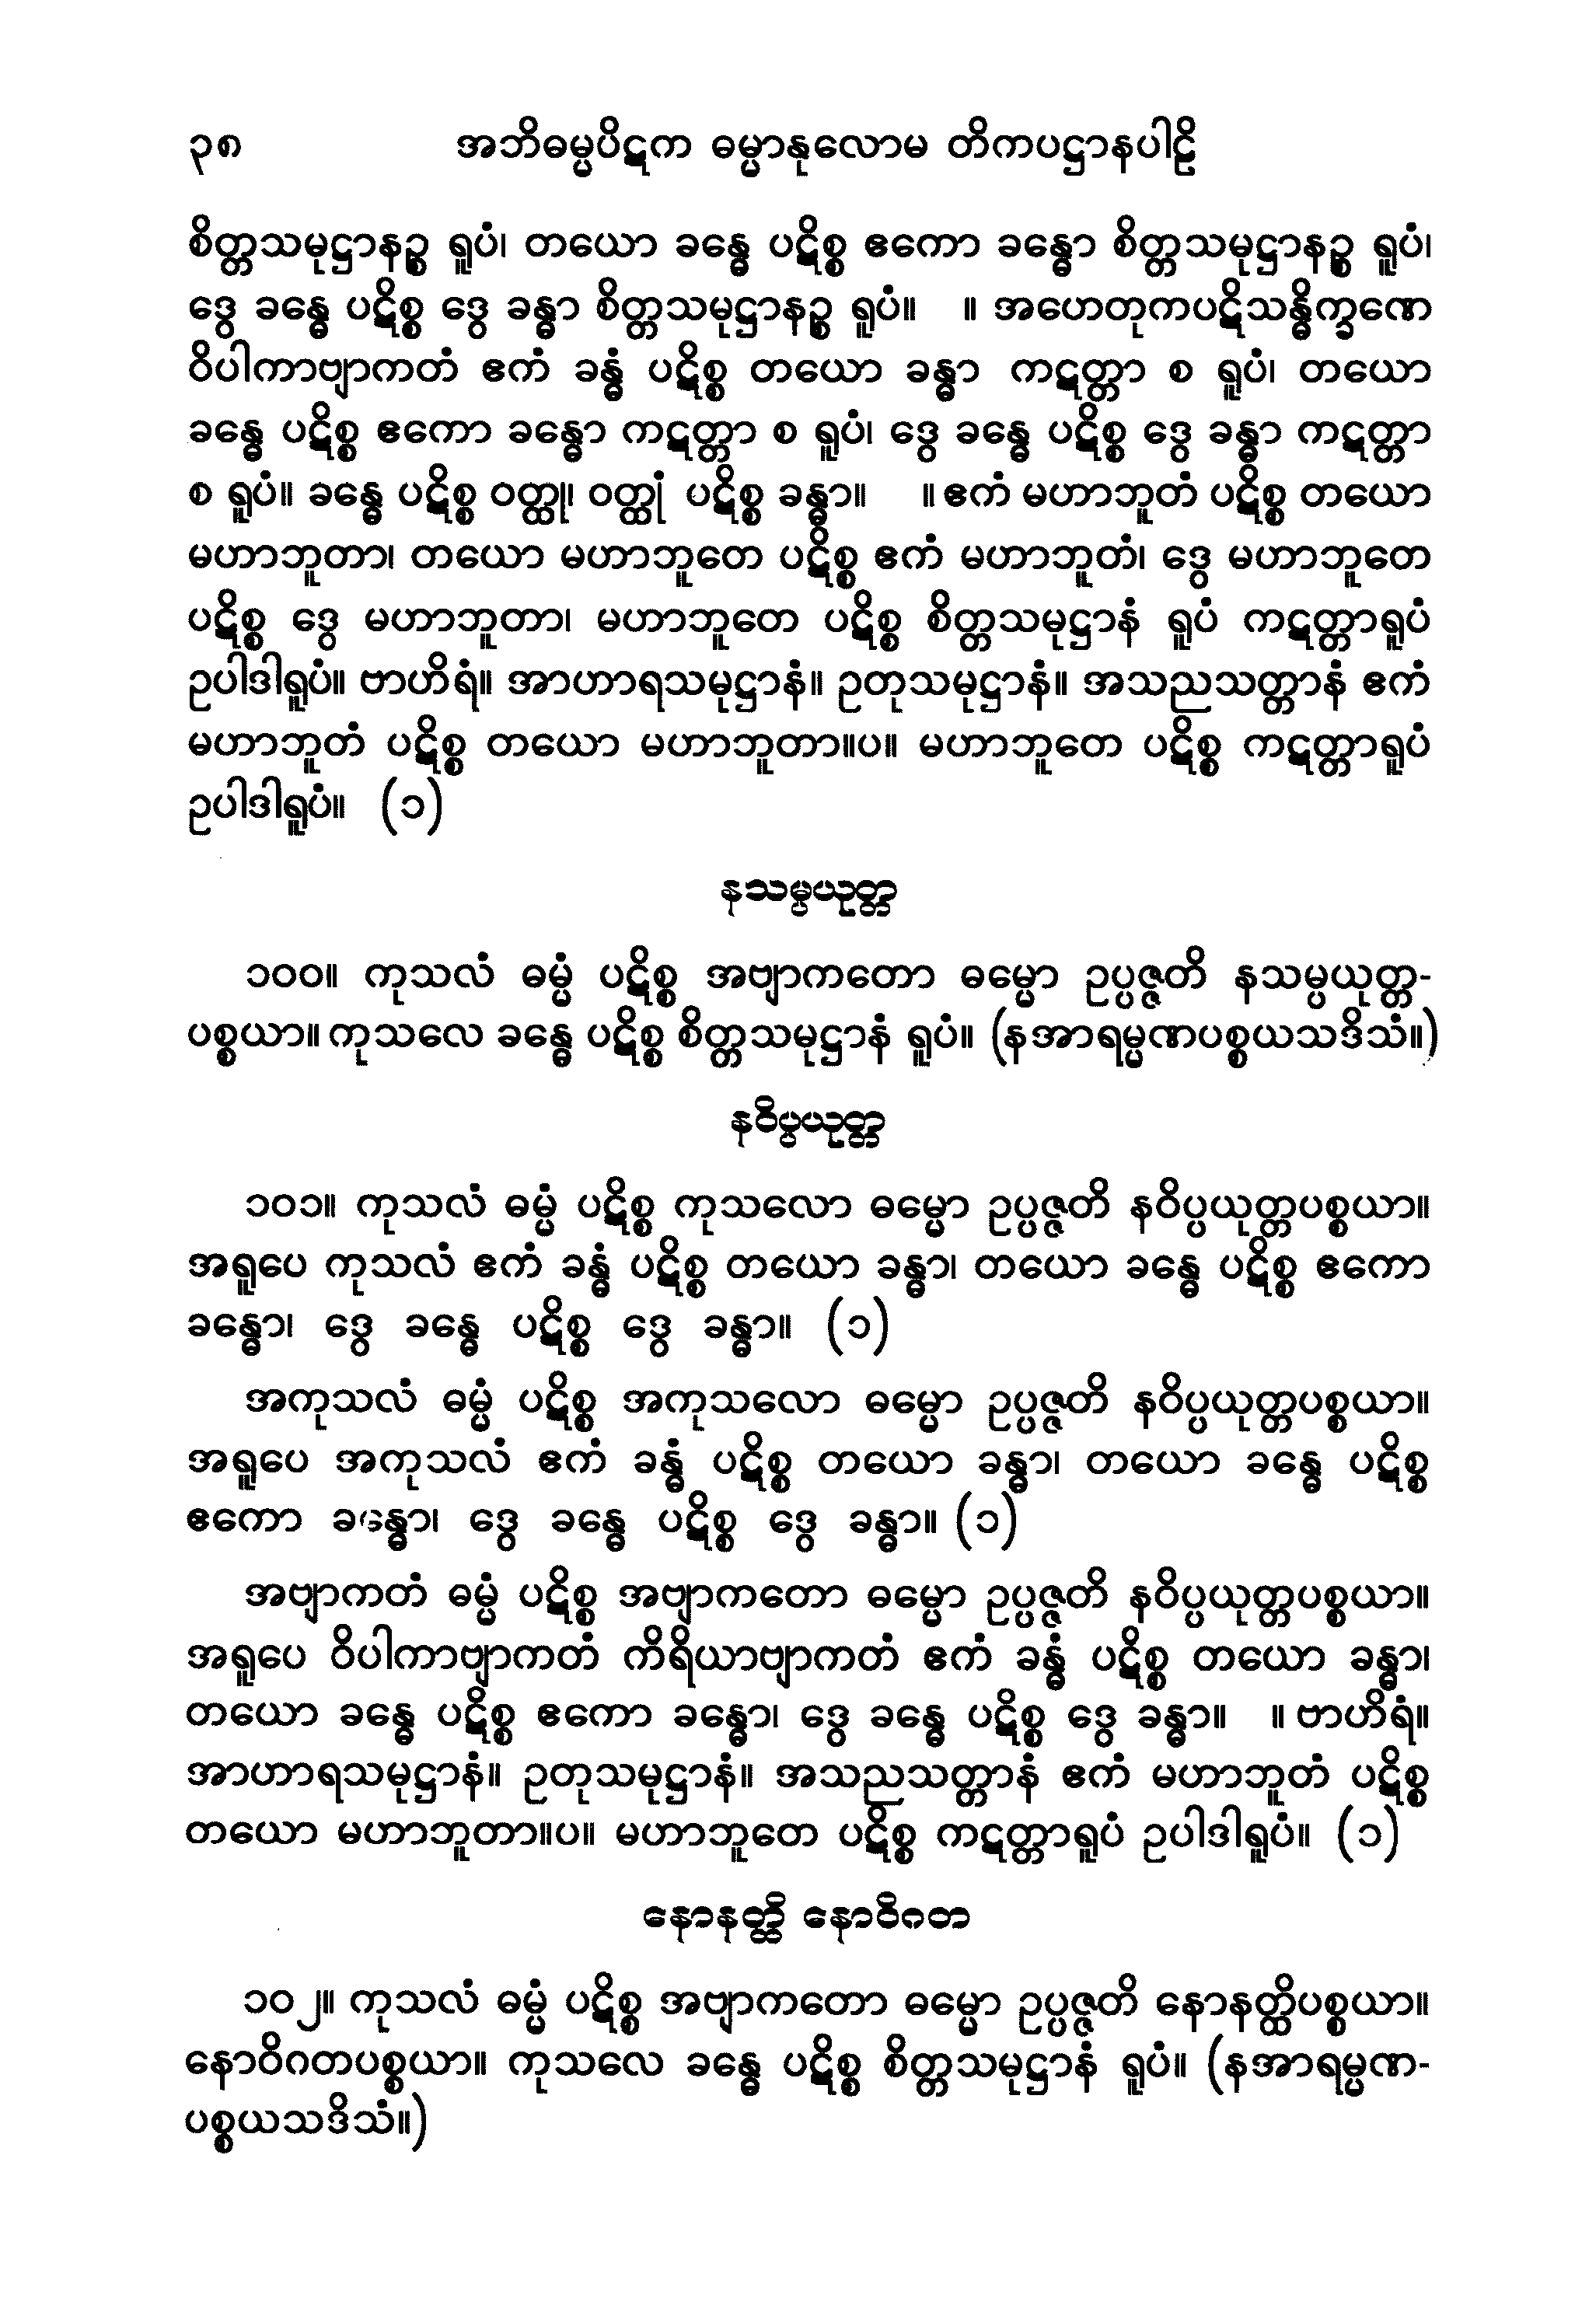 ၃၈ အဘိဓမ္မပိဋက ဓမ္မာနုလောမ တိကပဋ္ဌာနပါဠိ
စိတ္တသမုဋ္ဌာနဉ္စ ရူပံ၊ တယော ခန္ဓေ ပဋိစ္စ ဧကော ခန္ဓော စိတ္တသမုဋ္ဌာနဉ္စ ရူပံ၊
ဒွေ ခန္ဓေ ပဋိစ္စ ဒွေ ခန္ဓာ စိတ္တသမုဋ္ဌာနဉ္စ ရူပံ။ ။ အဟေတုကပဋိသန္ဓိက္ခဏေ
ဝိပါကာဗျာကတံ ဧကံ ခန္ဓံ ပဋိစ္စ တယော ခန္ဓာ ကဋတ္တာ စ ရူပံ၊ တယော
ခန္ဓေ ပဋိစ္စ ဧကော ခန္ဓော ကဋတ္တာ စ ရူပံ၊ ဒွေ ခန္ဓေ ပဋိစ္စ ဒွေ ခန္ဓာ ကဋတ္တာ
စ ရူပံ။ ခန္ဓေ ပဋိစ္စ ဝတ္ထု၊ ဝတ္ထုံ ပဋိစ္စ ခန္ဓာ။ ။ ဧကံ မဟာဘူတံ ပဋိစ္စ တယော
မဟာဘူတာ၊ တယော မဟာဘူတေ ပဋိစ္စ ဧကံ မဟာဘူတံ၊ ဒွေ မဟာဘူတေ
ပဋိစ္စ ဒွေ မဟာဘူတာ၊ မဟာဘူတေ ပဋိစ္စ စိတ္တသမုဋ္ဌာနံ ရူပံ ကဋတ္တာရူပံ
ဥပါဒါရူပံ။ ဗာဟိရံ။ အာဟာရသမုဋ္ဌာနံ။ ဥတုသမုဋ္ဌာနံ။ အသညသတ္တာနံ ဧကံ
မဟာဘူတံ ပဋိစ္စ တယော မဟာဘူတာ။ပ။ မဟာဘူတေ ပဋိစ္စ ကဋတ္တာရူပံ
ဥပါဒါရူပံ။ (၁)
နသမ္ပယုတ္တ
၁၀၀။ ကုသလံ ဓမ္မံ ပဋိစ္စ အဗျာကတော ဓမ္မော ဥပ္ပဇ္ဇတိ နသမ္ပယုတ္တ-
ပစ္စယာ။ ကုသလေ ခန္ဓေ ပဋိစ္စ စိတ္တသမုဋ္ဌာနံ ရူပံ။ (နအာရမ္မဏပစ္စယသဒိသံ။)
နဝိပ္ပယုတ္တ
၁၀၁။ ကုသလံ ဓမ္မံ ပဋိစ္စ ကုသလော ဓမ္မော ဥပ္ပဇ္ဇတိ နဝိပ္ပယုတ္တပစ္စယာ။
အရူပေ ကုသလံ ဧကံ ခန္ဓံ ပဋိစ္စ တယော ခန္ဓာ၊ တယော ခန္ဓေ ပဋိစ္စ ဧကော
ခန္ဓော၊ ဒွေ ခန္ဓေ ပဋိစ္စ ဒွေ ခန္ဓာ။ (၁)
အကုသလံ ဓမ္မံ ပဋိစ္စ အကုသလော ဓမ္မော ဥပ္ပဇ္ဇတိ နဝိပ္ပယုတ္တပစ္စယာ။
အရူပေ အကုသလံ ဧကံ ခန္ဓံ ပဋိစ္စ တယော ခန္ဓာ၊ တယော ခန္ဓေ ပဋိစ္စ
ဧကော ခန္ဓော၊ ဒွေ ခန္ဓေ ပဋိစ္စ ဒွေ ခန္ဓာ။ (၁)
အဗျာကတံ ဓမ္မံ ပဋိစ္စ အဗျာကတော ဓမ္မော ဥပ္ပဇ္ဇတိ နဝိပ္ပယုတ္တပစ္စယာ။
အရူပေ ဝိပါကာဗျာကတံ ကိရိယာဗျာကတံ ဧကံ ခန္ဓံ ပဋိစ္စ တယော ခန္ဓာ၊
တယော ခန္ဓေ ပဋိစ္စ ဧကော ခန္ဓော၊ ဒွေ ခန္ဓေ ပဋိစ္စ ဒွေ ခန္ဓာ။ ။ ဗာဟိရံ။
အာဟာရသမုဋ္ဌာနံ။ ဥတုသမုဋ္ဌာနံ။ အသညသတ္တာနံ ဧကံ မဟာဘူတံ ပဋိစ္စ
တယော မဟာဘူတာ။ပ။ မဟာဘူတေ ပဋိစ္စ ကဋတ္တာရူပံ ဥပါဒါရူပံ။ (၁)
နောနတ္ထိ နောဝိဂတ
၁၀၂။ ကုသလံ ဓမ္မံ ပဋိစ္စ အဗျာကတော ဓမ္မော ဥပ္ပဇ္ဇတိ နောနတ္ထိပစ္စယာ။
နောဝိဂတပစ္စယာ။ ကုသလေ ခန္ဓေ ပဋိစ္စ စိတ္တသမုဋ္ဌာနံ ရူပံ။ (နအာရမ္မဏ-
ပစ္စယသဒိသံ။)